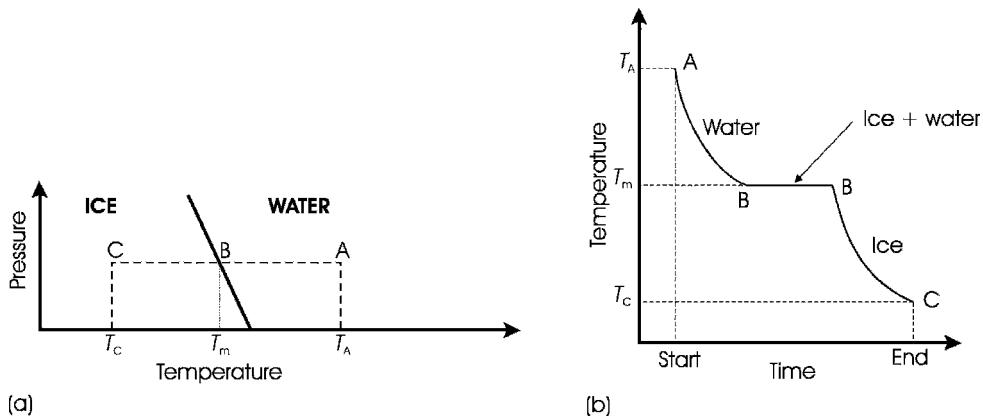 ICE
WATER
C
B
A
Pressure
T_C
T_m
T_A
Temperature
(a)
T_A
A
Water
Ice + water
T_m
B
B
Ice
T_C
C
Temperature
Start
Time
End
(b)